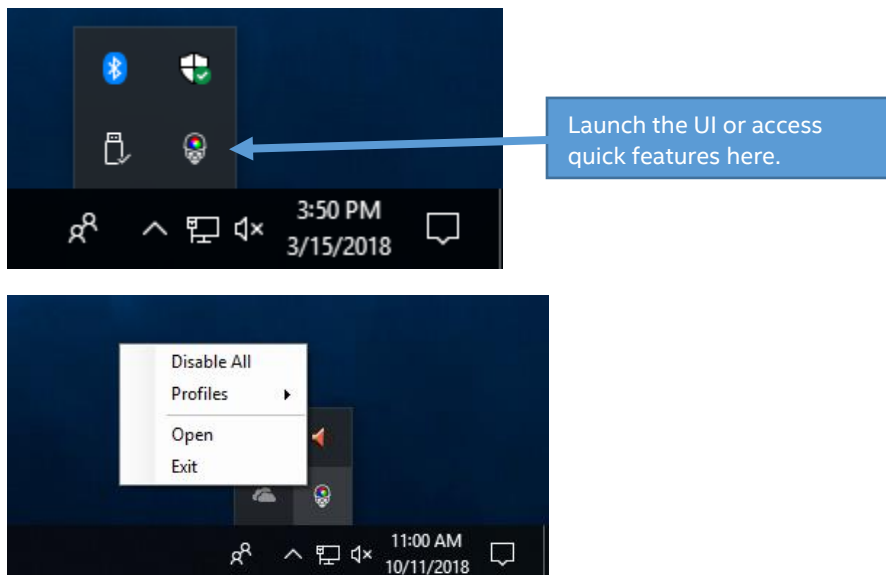 Launch the UI or access
quick features here.
3:50 PM
3/15/2018
Disable All
Profiles
Open
Exit
11:00 AM
10/11/2018